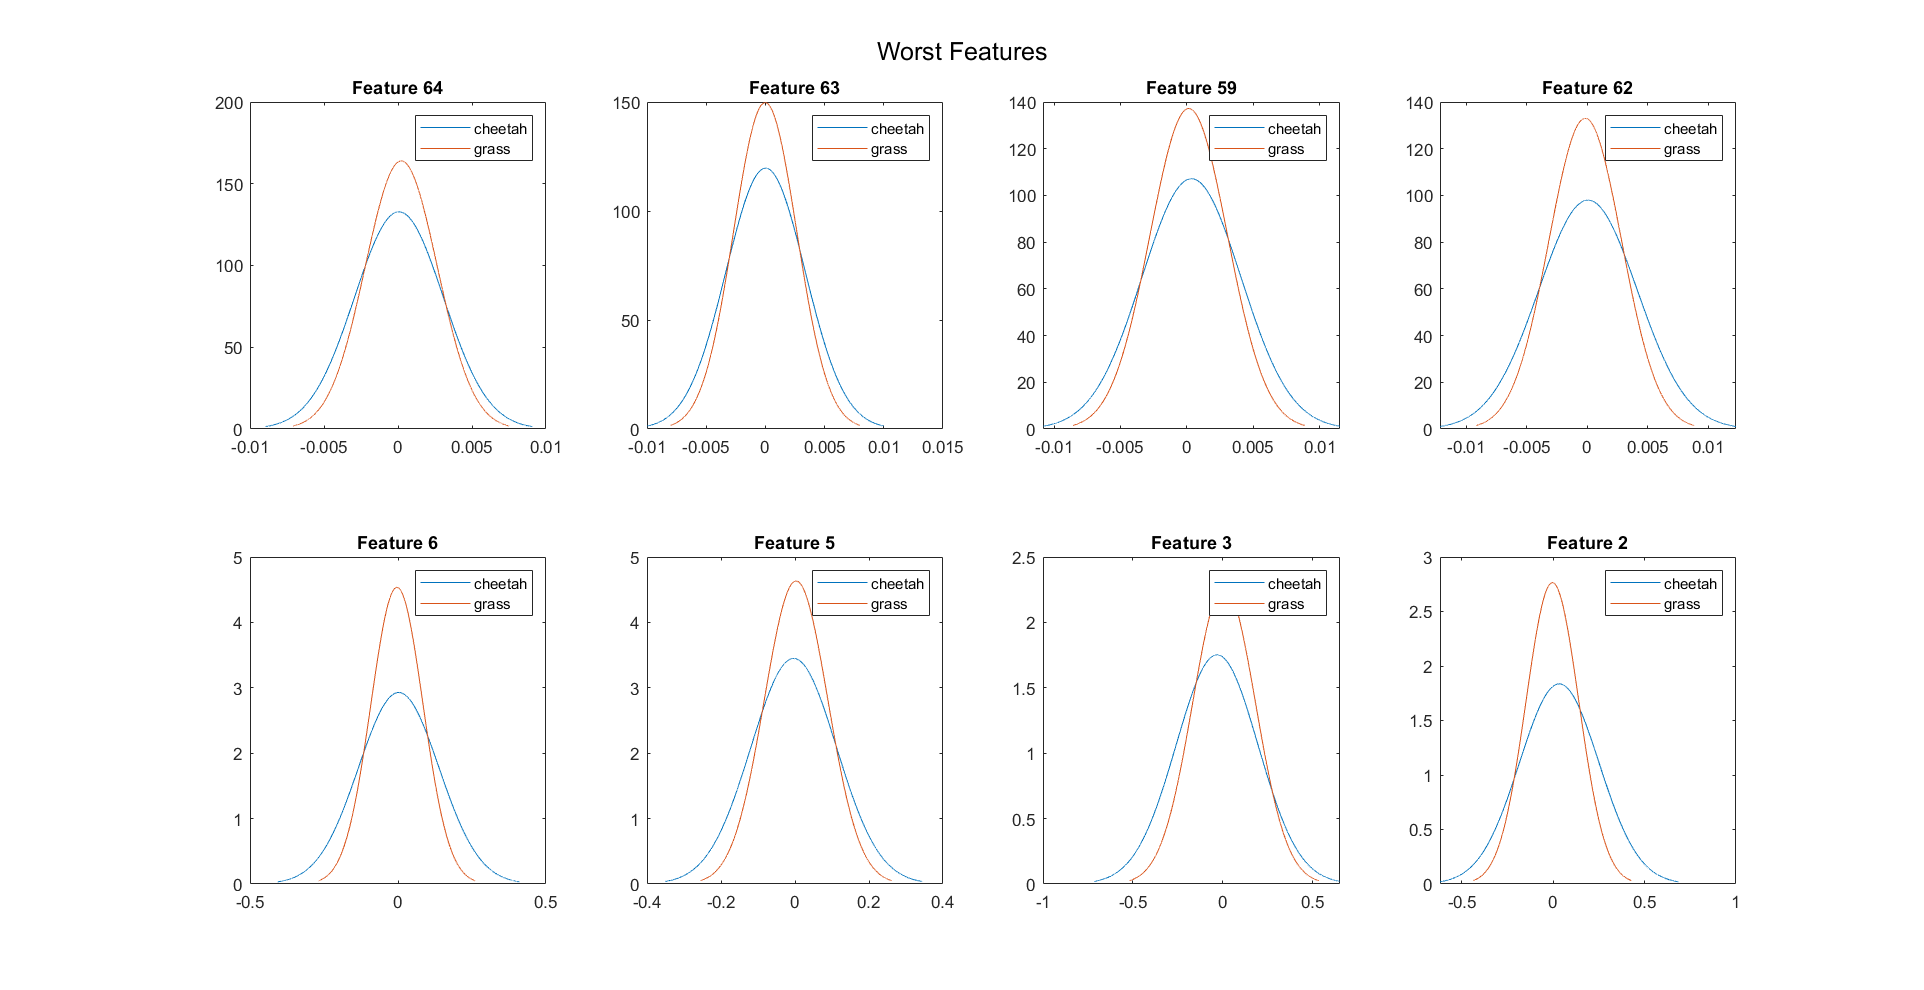 Worst Features
Feature 64
200
150
100
50
0
-0.01 -0.005 0 0.005 0.01
cheetah
grass
Feature 63
150
100
50
0
-0.01 -0.005 0 0.005 0.01 0.015
cheetah
grass
Feature 59
140
120
100
80
60
40
20
0
-0.01 -0.005 0 0.005 0.01
cheetah
grass
Feature 62
140
120
100
80
60
40
20
0
-0.01 -0.005 0 0.005 0.01
cheetah
grass
Feature 6
5
4
3
2
1
0
-0.5 0 0.5
cheetah
grass
Feature 5
5
4
3
2
1
0
-0.4 -0.2 0 0.2 0.4
cheetah
grass
Feature 3
2.5
2
1.5
1
0.5
0
-1 -0.5 0 0.5
cheetah
grass
Feature 2
3
2.5
2
1.5
1
0.5
0
-0.5 0 0.5 1
cheetah
grass